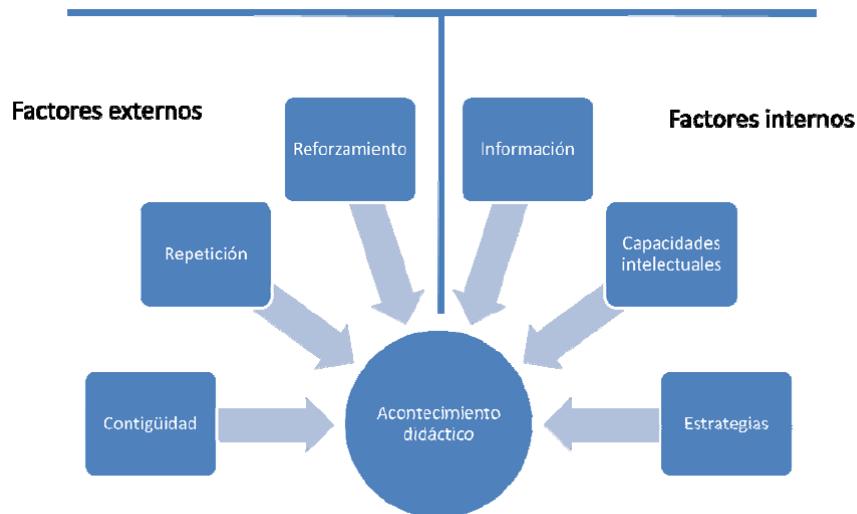 Factores externos
Factores internos
Reforzamiento
Información
Repetición
Capacidades
intelectuales
Contigüidad
Acontecimiento
didáctico
Estrategias